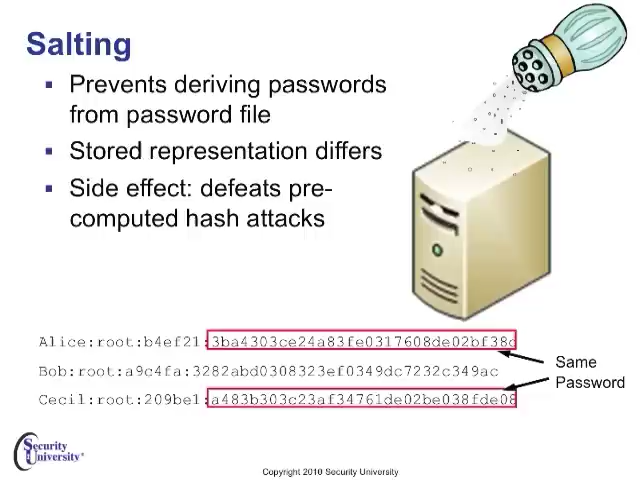 Salting
Prevents deriving passwords
from password file
Stored representation differs
Side effect: defeats pre-
computed hash attacks
Alice:root:b4ef21:3ba4303ce24a83fe0317608de02bf38d
Bob:root:a9c4fa:3282abd0308323ef0349dc7232c349ac
Cecil:root:209be1:a483b303c23af34761de02be038fde08
Same
Password
Security
University
Copyright 2010 Security University